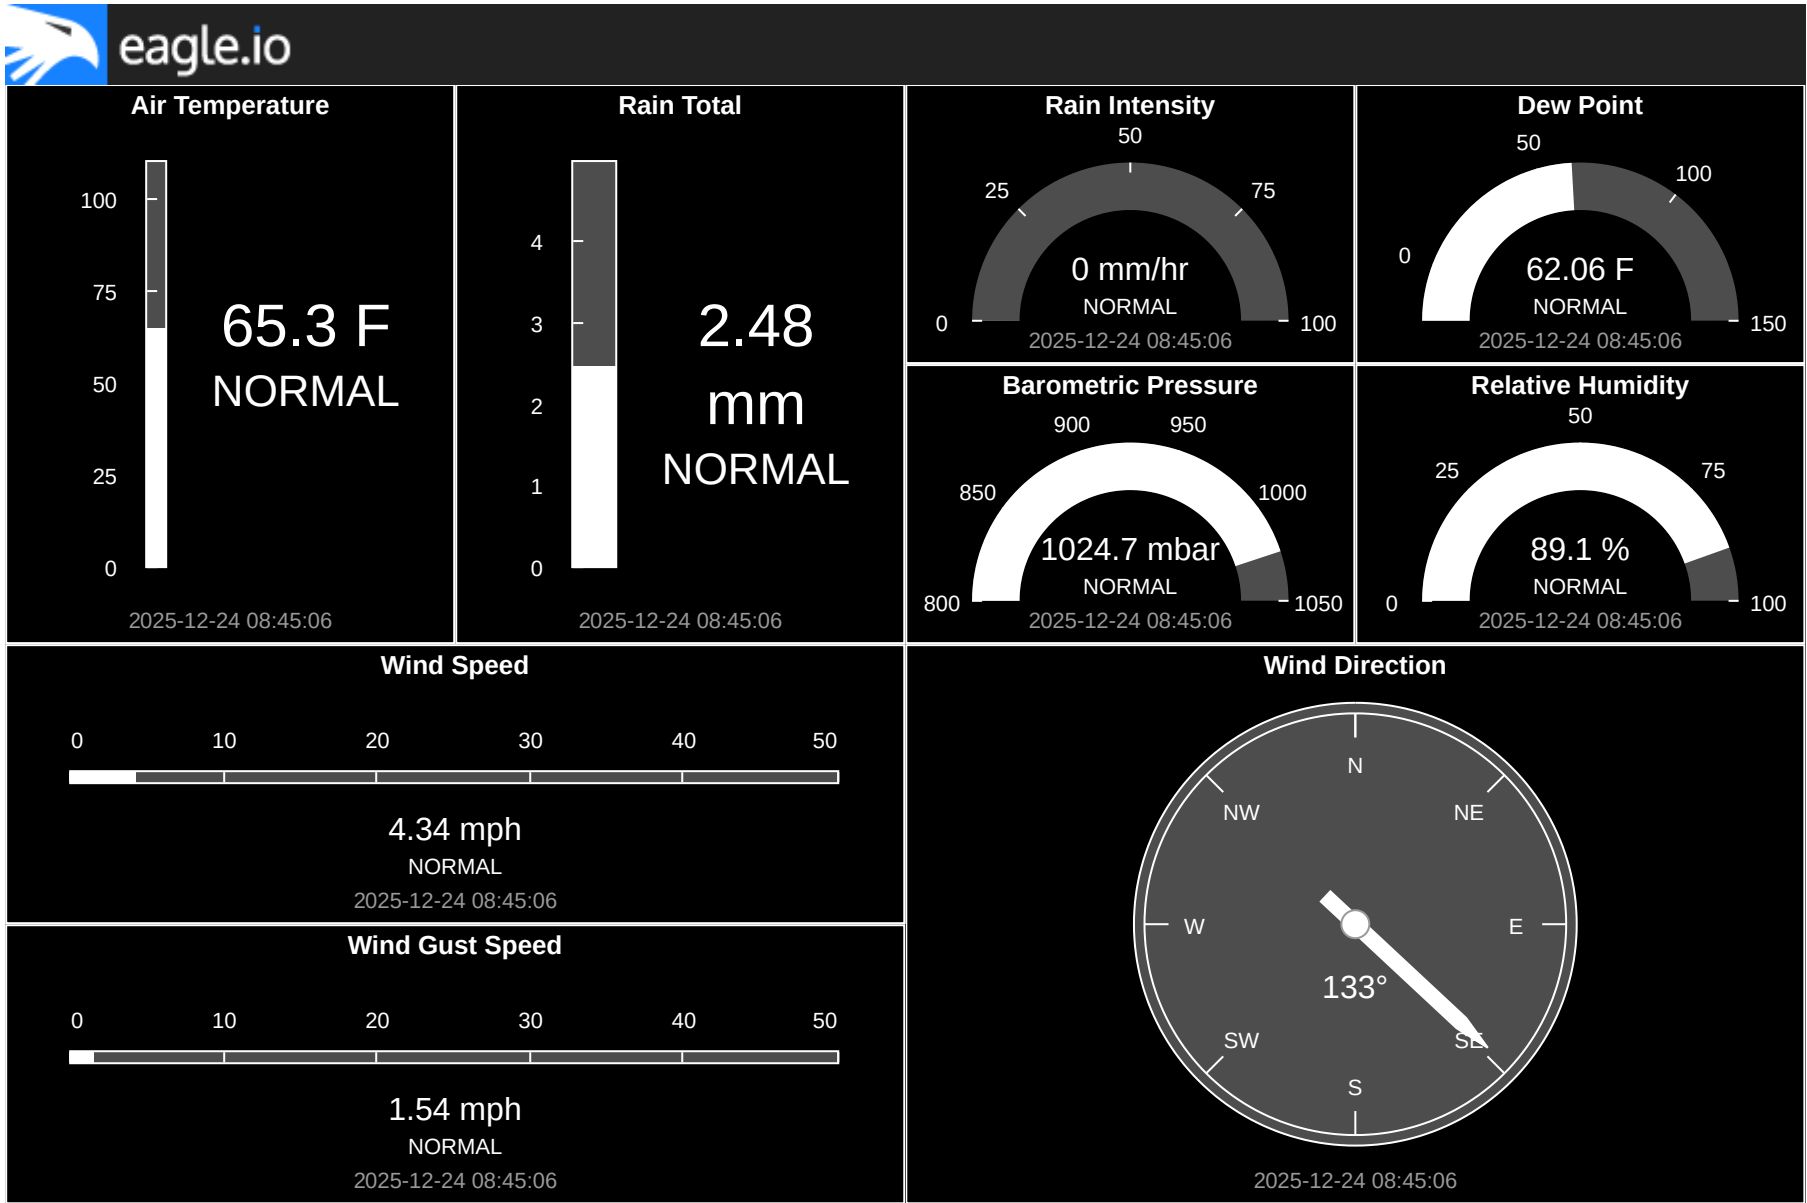 eagle.io
Air Temperature
100
75
50
25
0
65.3 F
NORMAL
2025-12-24 08:45:06
Rain Total
4
3
2
1
0
2.48
mm
NORMAL
2025-12-24 08:45:06
Rain Intensity
0
25
50
75
100
0 mm/hr
NORMAL
2025-12-24 08:45:06
Dew Point
0
50
100
150
62.06 F
NORMAL
2025-12-24 08:45:06
Barometric Pressure
800
850
900
950
1000
1050
1024.7 mbar
NORMAL
2025-12-24 08:45:06
Relative Humidity
0
25
50
75
100
89.1 %
NORMAL
2025-12-24 08:45:06
Wind Speed
0 10 20 30 40 50
4.34 mph
NORMAL
2025-12-24 08:45:06
Wind Gust Speed
0 10 20 30 40 50
1.54 mph
NORMAL
2025-12-24 08:45:06
Wind Direction
N
NW NE
W E
133°
SW SE
S
2025-12-24 08:45:06